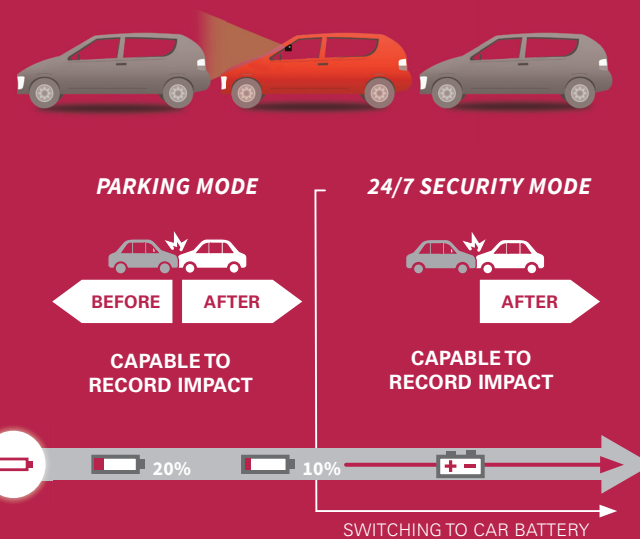 PARKING MODE
24/7 SECURITY MODE
BEFORE
AFTER
AFTER
CAPABLE TO
RECORD IMPACT
CAPABLE TO
RECORD IMPACT
20%
10%
+ -
SWITCHING TO CAR BATTERY